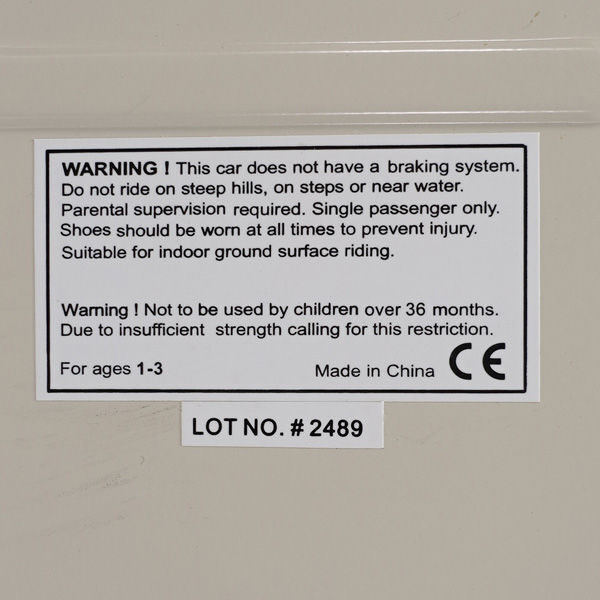 WARNING ! This car does not have a braking system.
Do not ride on steep hills, on steps or near water.
Parental supervision required. Single passenger only.
Shoes should be worn at all times to prevent injury.
Suitable for indoor ground surface riding.
Warning ! Not to be used by children over 36 months.
Due to insufficient strength calling for this restriction.
For ages 1-3 Made in China CE
LOT NO. # 2489